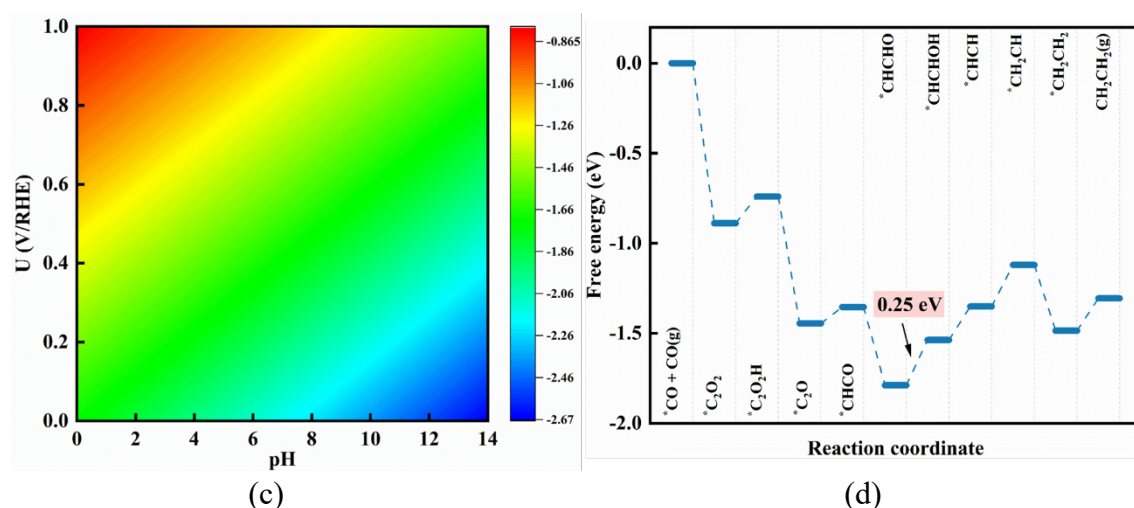 1.0
0.8
0.6
0.4
0.2
0.0
U (V/RHE)
0 2 4 6 8 10 12 14
pH
-0.865
-1.06
-1.26
-1.46
-1.66
-1.86
-2.06
-2.26
-2.46
-2.67
(c)
0.0
-0.5
-1.0
-1.5
-2.0
Free energy (eV)
*CO + CO(g)
*C₂O₂
*C₂O₂H
*C₂O
*CHCO
*CHCHO
*CHCHOH
*CHCH
*CH₂CH
*CH₂CH₂
CH₂CH₂(g)
0.25 eV
Reaction coordinate
(d)